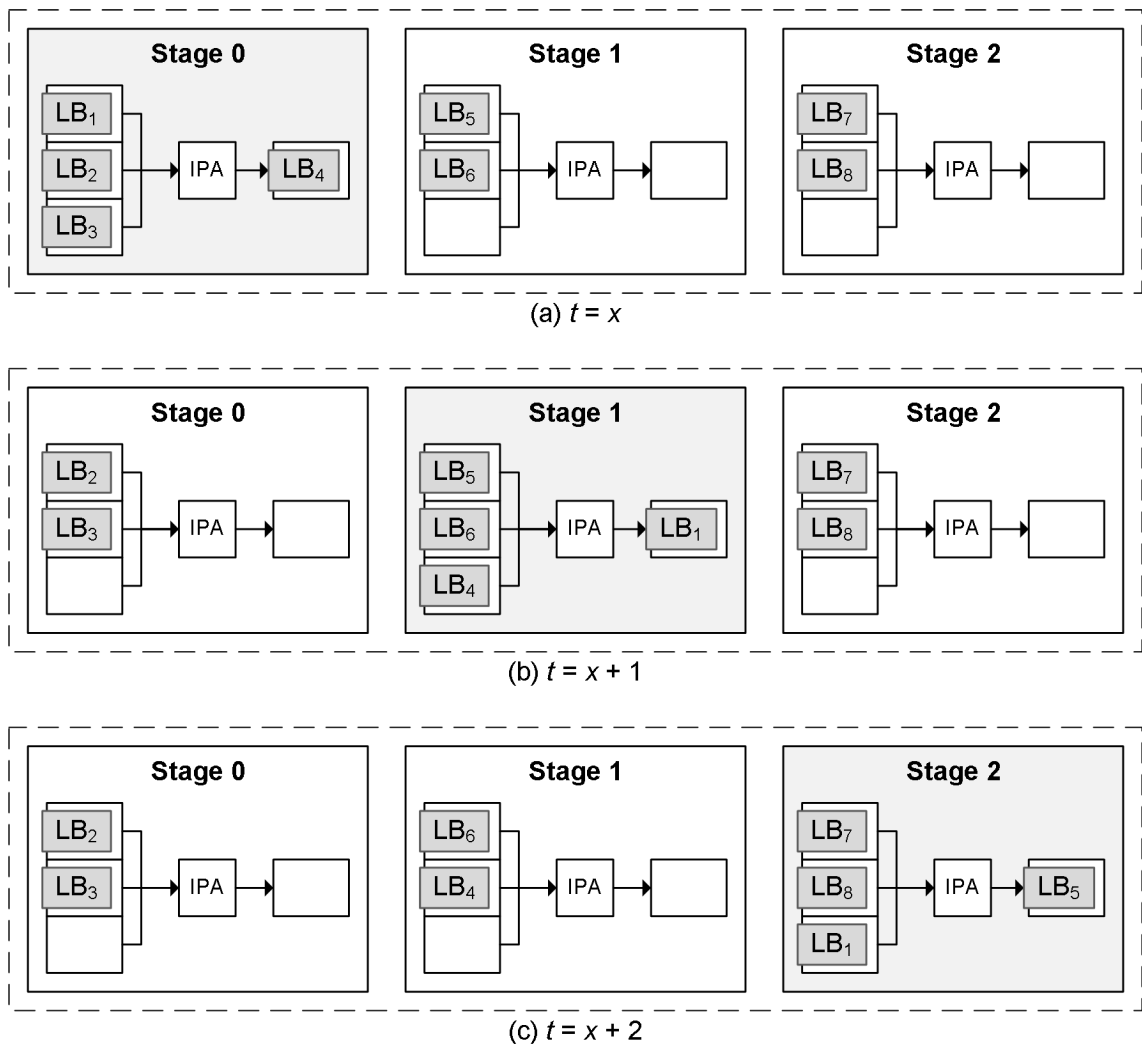 Stage 0 Stage 1 Stage 2
LB1 LB5 LB7
LB2 IPA LB4 LB6 IPA LB8 IPA
LB3
(a) t = x
Stage 0 Stage 1 Stage 2
LB2 LB5 LB7
LB3 IPA LB6 IPA LB1 LB8 IPA
LB4
(b) t = x + 1
Stage 0 Stage 1 Stage 2
LB2 LB6 LB7
LB3 IPA LB4 IPA LB8 IPA LB5
LB1
(c) t = x + 2